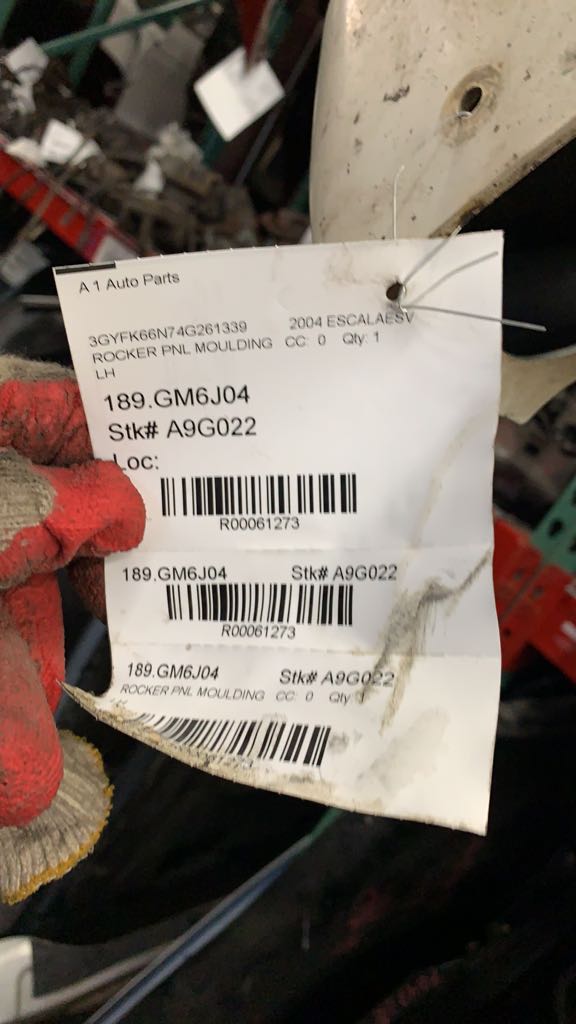 A 1 Auto Parts
3GYFK66N74G261339 2004 ESCALAESV
ROCKER PNL MOULDING CC: 0 Qty: 1
LH
189.GM6J04
Stk# A9G022
Loc:
R00061273
189.GM6J04 Stk# A9G022
R00061273
189.GM6J04 Stk# A9G022
ROCKER PNL MOULDING CC: 0 Qty